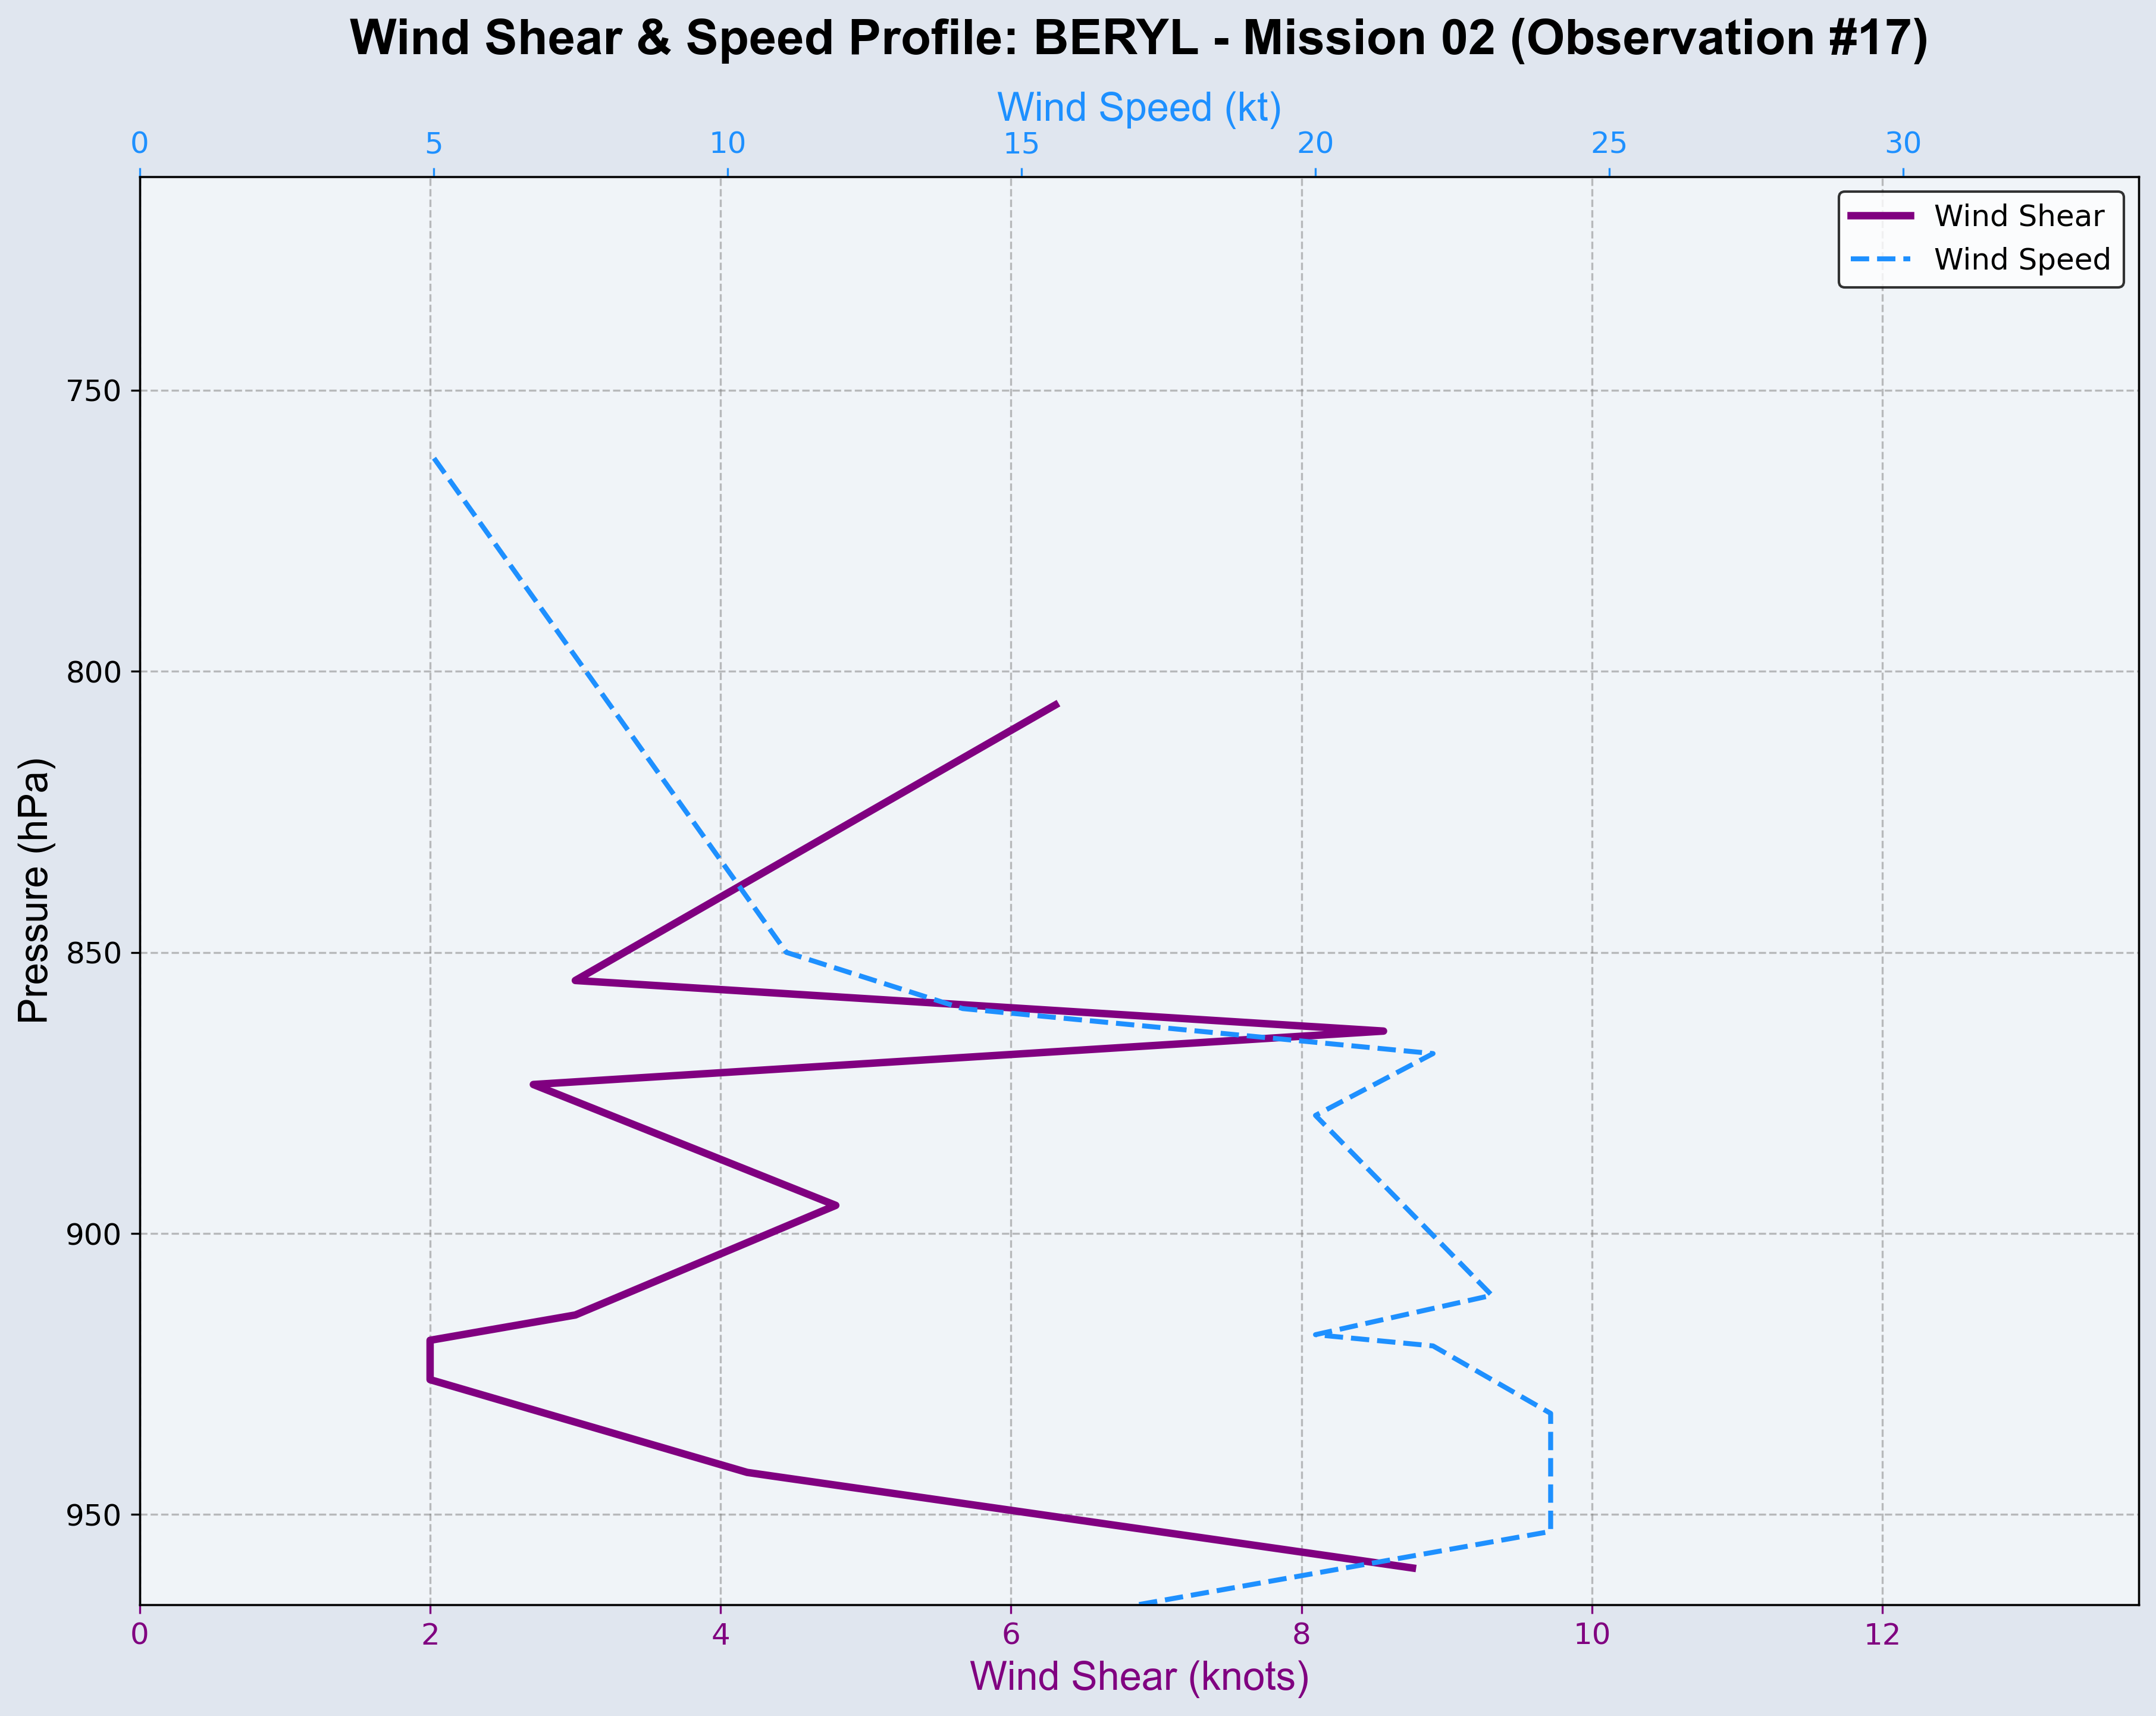 Wind Shear & Speed Profile: BERYL - Mission 02 (Observation #17)
Wind Speed (kt)
0 5 10 15 20 25 30
Wind Shear
Wind Speed
750
800
850
900
950
Pressure (hPa)
0 2 4 6 8 10 12
Wind Shear (knots)